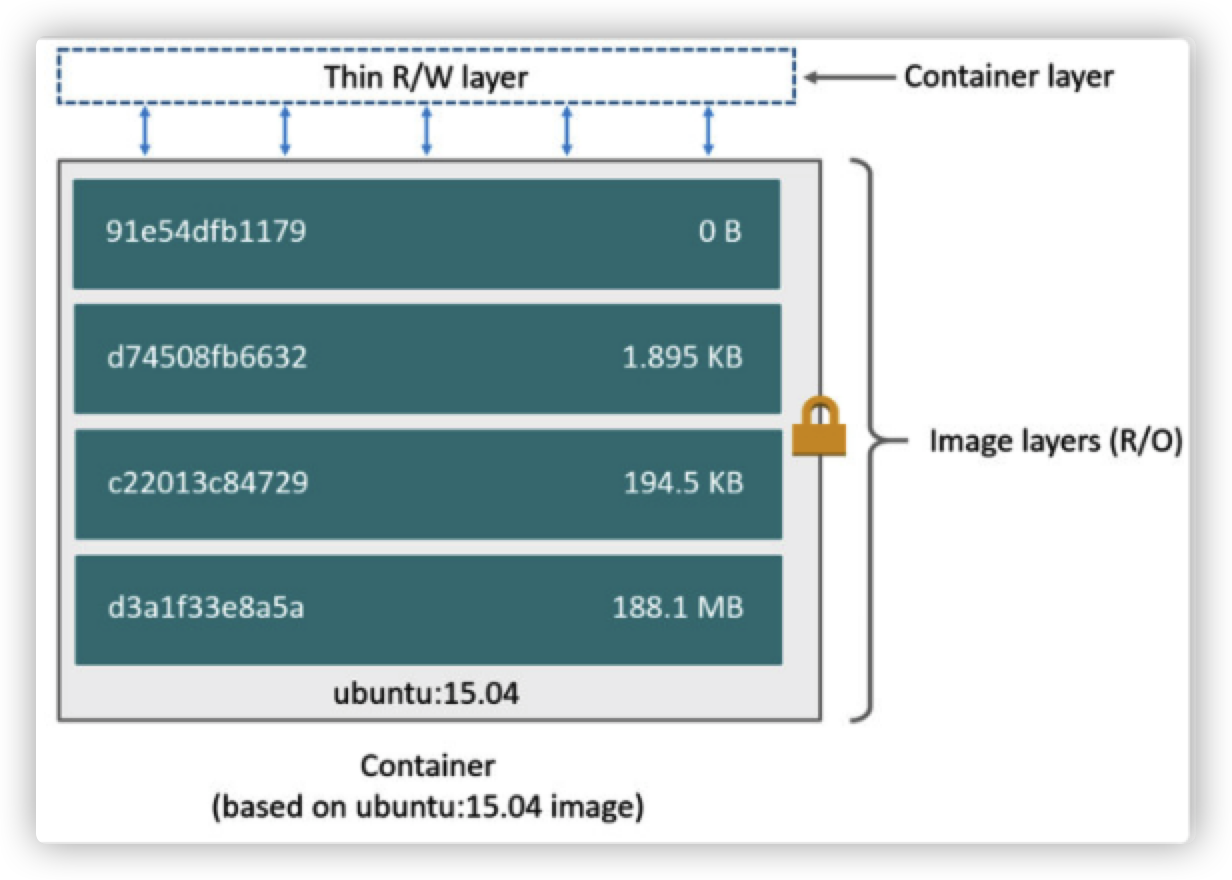 Thin R/W layer
Container layer
91e54dfb1179 0 B
d74508fb6632 1.895 KB
c22013c84729 194.5 KB
Image layers (R/O)
d3a1f33e8a5a 188.1 MB
ubuntu:15.04
Container
(based on ubuntu:15.04 image)